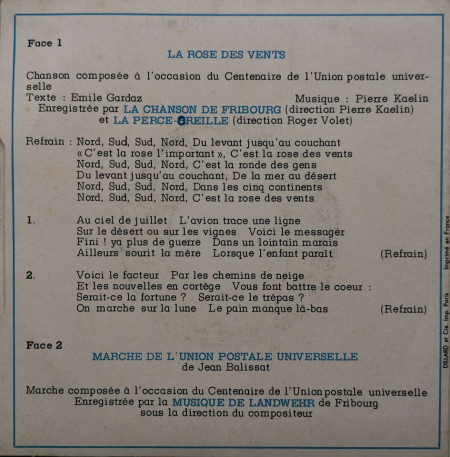 Face 1
LA ROSE DES VENTS
Chanson composée à l'occasion du Centenaire de l'Union postale univer-
selle
Texte : Emile Gardaz Musique : Pierre Kaelin
Enregistrée par LA CHANSON DE FRIBOURG (direction Pierre Kaelin)
et LA PERCE-OREILLE (direction Roger Volet)
Refrain : Nord, Sud, Sud, Nord, Du levant jusqu'au couchant
« C'est la rose l'important », C'est la rose des vents
Nord, Sud, Sud, Nord, C'est la ronde des gens
Du levant jusqu'au couchant, De la mer au désert
Nord, Sud, Sud, Nord, Dans les cinq continents
Nord, Sud, Sud, Nord, C'est la rose des vents
1. Au ciel de juillet L'avion trace une ligne
Sur le désert ou sur les vignes Voici le messager
Fini ! ya plus de guerre Dans un lointain marais
Ailleurs sourit la mère Lorsque l'enfant paraît (Refrain)
2. Voici le facteur Par les chemins de neige
Et les nouvelles en cortège Vous font battre le coeur :
Serait-ce la fortune ? Serait-ce le trépas ?
On marche sur la lune Le pain manque là-bas (Refrain)
Face 2
MARCHE DE L'UNION POSTALE UNIVERSELLE
de Jean Balissat
Marche composée à l'occasion du Centenaire de l'Union postale universelle
Enregistrée par la MUSIQUE DE LANDWEHR de Fribourg
sous la direction du compositeur
DILLARD et Cie. Imp. Paris Imprimé en France